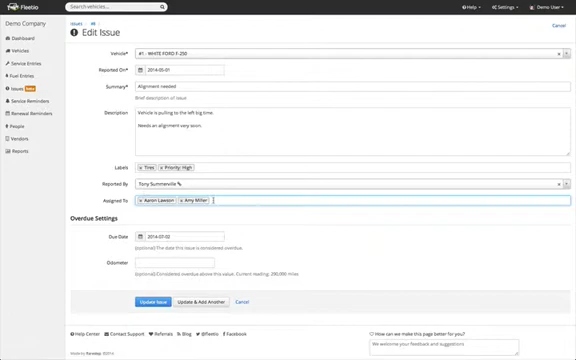 Fleetio
Search vehicles...
Help
Settings
Demo User
Demo Company
Dashboard
Vehicles
Service Entries
Fuel Entries
Issues beta
Service Reminders
Renewal Reminders
People
Vendors
Reports
Issues
#4
Edit Issue
Cancel
Vehicle*
#1 - WHITE FORD F-250
Reported On*
2014-05-01
Summary*
Alignment needed
Brief description of issue
Description
Vehicle is pulling to the left big time.
Needs an alignment very soon.
Labels
x Tires
x Priority: High
Reported By
Tony Summerville
Assigned To
x Aaron Lawson
x Amy Miller
Overdue Settings
Due Date
2014-07-02
(optional) The date this issue is considered overdue.
Odometer
(optional) Considered overdue above this value. Current reading: 200,000 miles
Update Issue
Update & Add Another
Cancel
Help Center
Contact Support
Referrals
Blog
@fleetio
Facebook
How can we make this page better for you?
We welcome your feedback and suggestions